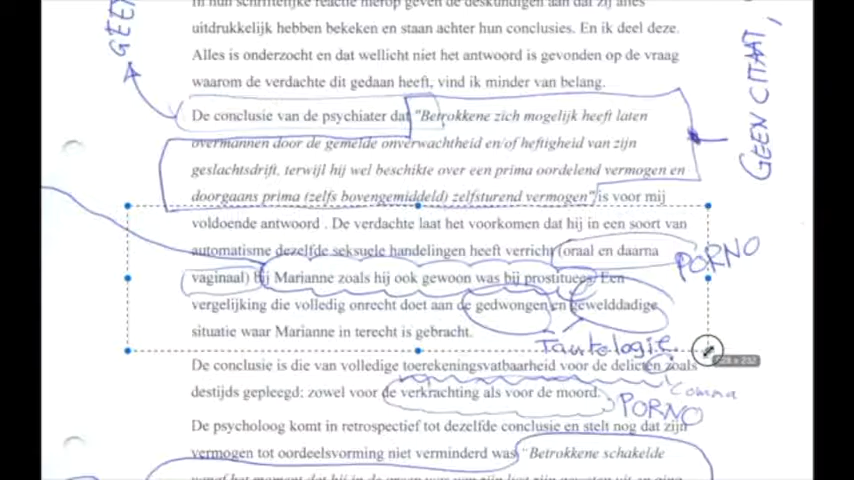 In hun schriftelijke reactie hierop geven de deskundigen aan dat zij alles
uitdrukkelijk hebben bekeken en staan achter hun conclusies. En ik deel deze.
Alles is onderzocht en dat wellicht niet het antwoord is gevonden op de vraag
waarom de verdachte dit gedaan heeft, vind ik minder van belang.
GEEN
GEEN CITAAT,
De conclusie van de psychiater dat "Betrokkene zich mogelijk heeft laten
overmannen door de gemelde onverwachtheid en/of heftigheid van zijn
geslachtsdrift, terwijl hij wel beschikte over een prima oordelend vermogen en
doorgaans prima (zelfs bovengemiddeld) zelfsturend vermogen" is voor mij
voldoende antwoord . De verdachte laat het voorkomen dat hij in een soort van
automatisme dezelfde seksuele handelingen heeft verricht (oraal en daarna
PORNO
vaginaal) bij Marianne zoals hij ook gewoon was bij prostituees. Een
vergelijking die volledig onrecht doet aan de gedwongen en gewelddadige
situatie waar Marianne in terecht is gebracht.
Tautologie
De conclusie is die van volledige toerekeningsvatbaarheid voor de delicten zoals
destijds gepleegd: zowel voor de verkrachting als voor de moord.
Comma
PORNO
De psycholoog komt in retrospectief tot dezelfde conclusie en stelt nog dat zijn
vermogen tot oordeelsvorming niet verminderd was "Betrokkene schakelde